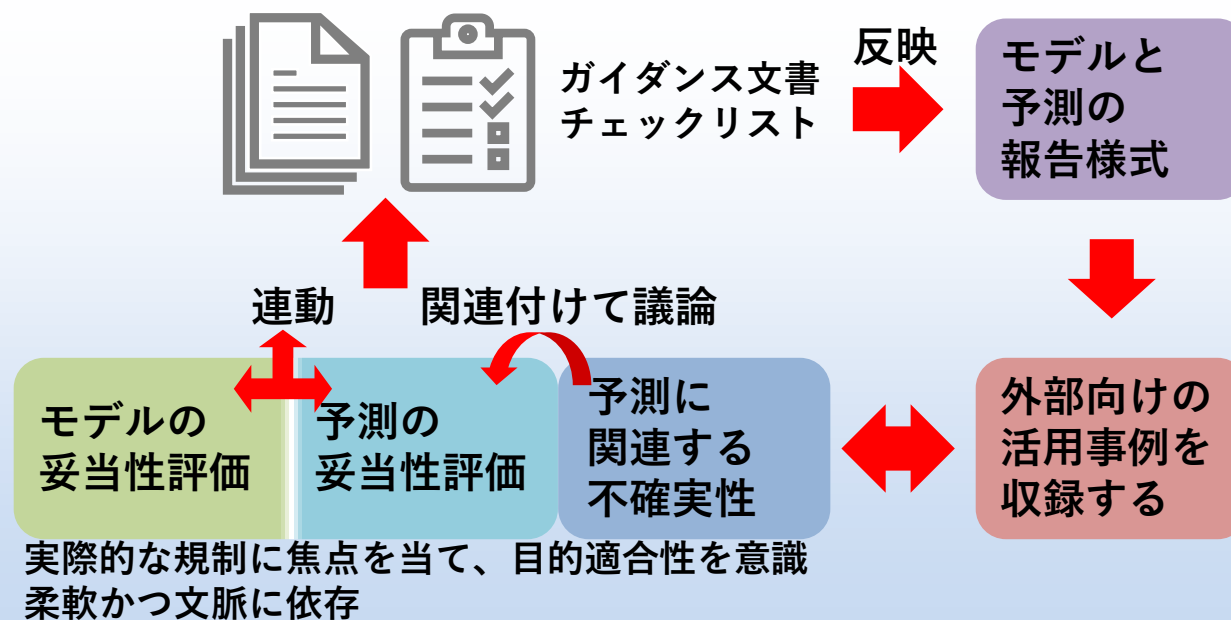 ガイダンス文書
チェックリスト
反映
モデルと
予測の
報告様式
連動
関連付けて議論
モデルの
妥当性評価
予測の
妥当性評価
予測に
関連する
不確実性
外部向けの
活用事例を
収録する
実際的な規制に焦点を当て、目的適合性を意識
柔軟かつ文脈に依存